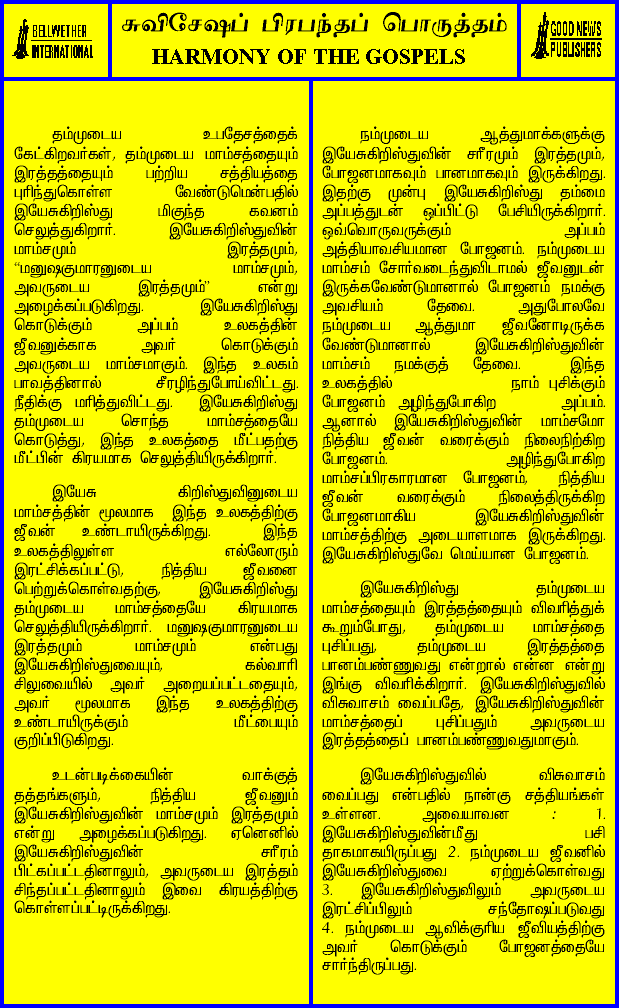 BELLWETHER
INTERNATIONAL
சுவிசேஷப் பிரபந்தப் பொருத்தம்
HARMONY OF THE GOSPELS
GOOD NEWS
PUBLISHERS
தம்முடைய உபதேசத்தைக்
கேட்கிறவர்கள், தம்முடைய மாம்சத்தையும்
இரத்தத்தையும் பற்றிய சத்தியத்தை
புரிந்துகொள்ள வேண்டுமென்பதில்
இயேசுகிறிஸ்து மிகுந்த கவனம்
செலுத்துகிறார். இயேசுகிறிஸ்துவின்
மாம்சமும் இரத்தமும்,
“மனுஷகுமாரனுடைய மாம்சமும்,
அவருடைய இரத்தமும்” என்று
அழைக்கப்படுகிறது. இயேசுகிறிஸ்து
கொடுக்கும் அப்பம் உலகத்தின்
ஜீவனுக்காக அவர் கொடுக்கும்
அவருடைய மாம்சமாகும். இந்த உலகம்
பாவத்தினால் சீரழிந்துபோய்விட்டது.
நீதிக்கு மரித்துவிட்டது. இயேசுகிறிஸ்து
தம்முடைய சொந்த மாம்சத்தையே
கொடுத்து, இந்த உலகத்தை மீட்பதற்கு
மீட்பின் கிரயமாக செலுத்தியிருக்கிறார்.
இயேசு கிறிஸ்துவினுடைய
மாம்சத்தின் மூலமாக இந்த உலகத்திற்கு
ஜீவன் உண்டாயிருக்கிறது. இந்த
உலகத்திலுள்ள எல்லோரும்
இரட்சிக்கப்பட்டு, நித்திய ஜீவனை
பெற்றுக்கொள்வதற்கு, இயேசுகிறிஸ்து
தம்முடைய மாம்சத்தையே கிரயமாக
செலுத்தியிருக்கிறார். மனுஷகுமாரனுடைய
இரத்தமும் மாம்சமும் என்பது
இயேசுகிறிஸ்துவையும், கல்வாரி
சிலுவையில் அவர் அறையப்பட்டதையும்,
அவர் மூலமாக இந்த உலகத்திற்கு
உண்டாயிருக்கும் மீட்பையும்
குறிப்பிடுகிறது.
உடன்படிக்கையின் வாக்குத்
தத்தங்களும், நித்திய ஜீவனும்
இயேசுகிறிஸ்துவின் மாம்சமும் இரத்தமும்
என்று அழைக்கப்படுகிறது. ஏனெனில்
இயேசுகிறிஸ்துவின் சரீரம்
பிட்கப்பட்டதினாலும், அவருடைய இரத்தம்
சிந்தப்பட்டதினாலும் இவை கிரயத்திற்கு
கொள்ளப்பட்டிருக்கிறது.
நம்முடைய ஆத்துமாக்களுக்கு
இயேசுகிறிஸ்துவின் சரீரமும் இரத்தமும்,
போஜனமாகவும் பானமாகவும் இருக்கிறது.
இதற்கு முன்பு இயேசுகிறிஸ்து தம்மை
அப்பத்துடன் ஒப்பிட்டு பேசியிருக்கிறார்.
ஒவ்வொருவருக்கும் அப்பம்
அத்தியாவசியமான போஜனம். நம்முடைய
மாம்சம் சோர்வடைந்துவிடாமல் ஜீவனுடன்
இருக்கவேண்டுமானால் போஜனம் நமக்கு
அவசியம் தேவை. அதுபோலவே
நம்முடைய ஆத்துமா ஜீவனோடிருக்க
வேண்டுமானால் இயேசுகிறிஸ்துவின்
மாம்சம் நமக்குத் தேவை. இந்த
உலகத்தில் நாம் புசிக்கும்
போஜனம் அழிந்துபோகிற அப்பம்.
ஆனால் இயேசுகிறிஸ்துவின் மாம்சமோ
நித்திய ஜீவன் வரைக்கும் நிலைநிற்கிற
போஜனம். அழிந்துபோகிற
மாம்சப்பிரகாரமான போஜனம், நித்திய
ஜீவன் வரைக்கும் நிலைத்திருக்கிற
போஜனமாகிய இயேசுகிறிஸ்துவின்
மாம்சத்திற்கு அடையாளமாக இருக்கிறது.
இயேசுகிறிஸ்துவே மெய்யான போஜனம்.
இயேசுகிறிஸ்து தம்முடைய
மாம்சத்தையும் இரத்தத்தையும் விவரித்துக்
கூறும்போது, தம்முடைய மாம்சத்தை
புசிப்பது, தம்முடைய இரத்தத்தை
பானம்பண்ணுவது என்றால் என்ன என்று
இங்கு விவரிக்கிறார். இயேசுகிறிஸ்துவில்
விசுவாசம் வைப்பதே, இயேசுகிறிஸ்துவின்
மாம்சத்தைப் புசிப்பதும் அவருடைய
இரத்தத்தைப் பானம்பண்ணுவதுமாகும்.
இயேசுகிறிஸ்துவில் விசுவாசம்
வைப்பது என்பதில் நான்கு சத்தியங்கள்
உள்ளன. அவையாவன : 1.
இயேசுகிறிஸ்துவின்மீது பசி
தாகமாகயிருப்பது 2. நம்முடைய ஜீவனில்
இயேசுகிறிஸ்துவை ஏற்றுக்கொள்வது
3. இயேசுகிறிஸ்துவிலும் அவருடைய
இரட்சிப்பிலும் சந்தோஷப்படுவது
4. நம்முடைய ஆவிக்குரிய ஜீவியத்திற்கு
அவர் கொடுக்கும் போஜனத்தையே
சார்ந்திருப்பது.